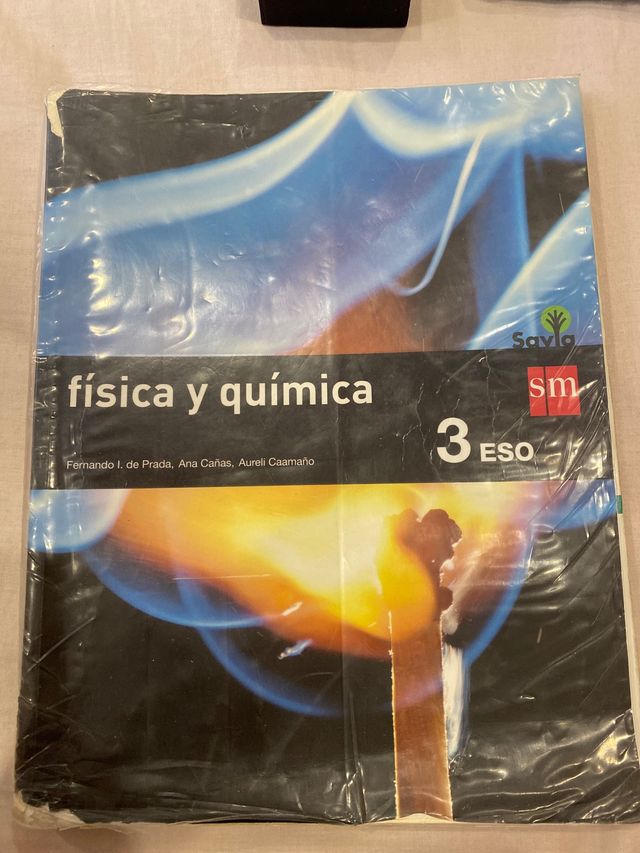 Savia
física y química
sm
3 ESO
Fernando I. de Prada, Ana Cañas, Aureli Caamaño